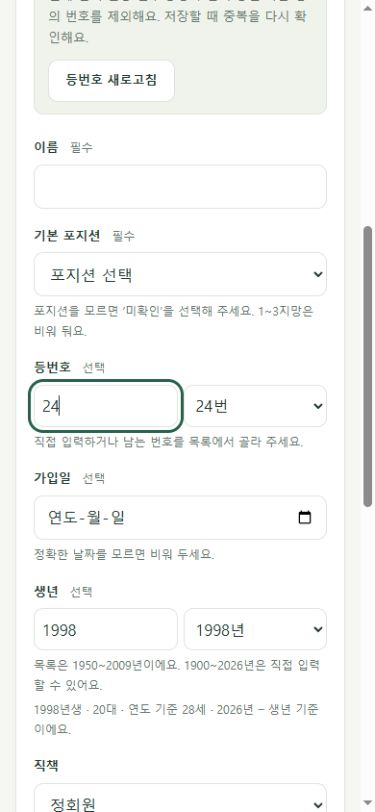 의 번호를 제외해요. 저장할 때 중복을 다시 확
인해요.
등번호 새로고침
이름 필수
기본 포지션 필수
포지션 선택
포지션을 모르면 '미확인'을 선택해 주세요. 1~3지망은
비워 둬요.
등번호 선택
24 24번
직접 입력하거나 남는 번호를 목록에서 골라 주세요.
가입일 선택
연도-월-일
정확한 날짜를 모르면 비워 두세요.
생년 선택
1998 1998년
목록은 1950~2009년이에요. 1900~2026년은 직접 입력
할 수 있어요.
1998년생 · 20대 · 연도 기준 28세 · 2026년 − 생년 기준
이에요.
직책
정회원